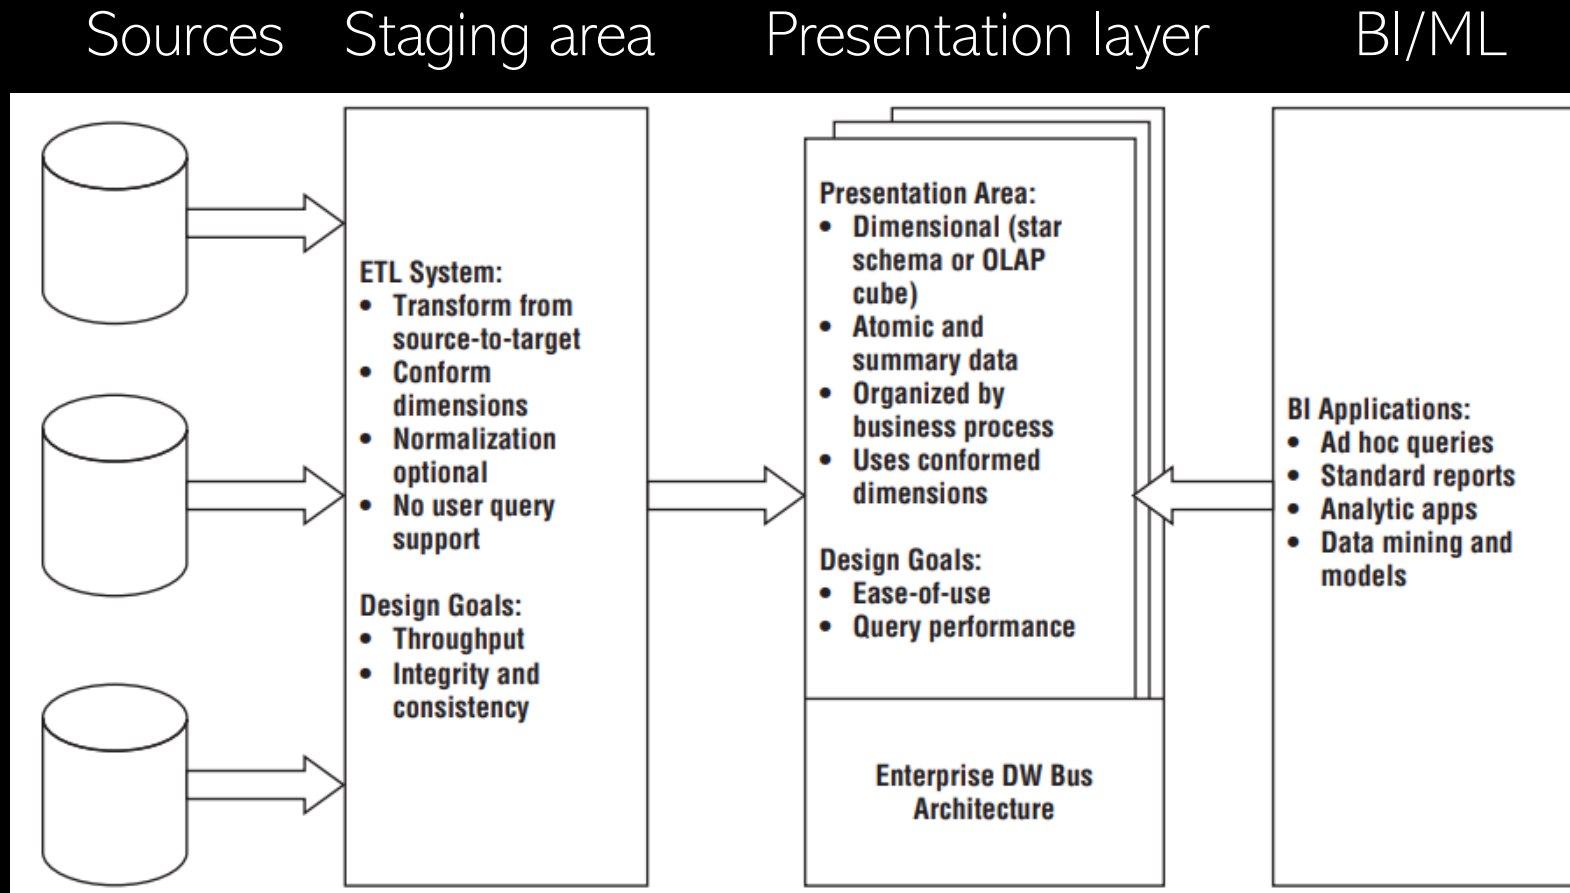 Sources
Staging area
Presentation layer
BI/ML
ETL System:
• Transform from
source-to-target
• Conform
dimensions
• Normalization
optional
• No user query
support
Design Goals:
• Throughput
• Integrity and
consistency
Presentation Area:
• Dimensional (star
schema or OLAP
cube)
• Atomic and
summary data
• Organized by
business process
• Uses conformed
dimensions
Design Goals:
• Ease-of-use
• Query performance
Enterprise DW Bus
Architecture
BI Applications:
• Ad hoc queries
• Standard reports
• Analytic apps
• Data mining and
models